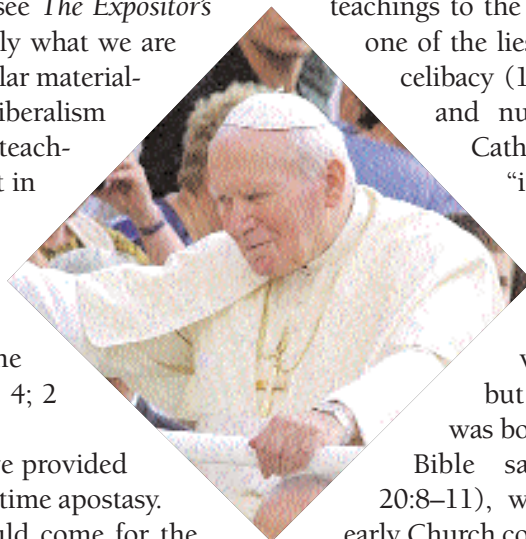 see The Expositor's
ly what we are
lar material-
iberalism
teach-
t in
ne
4; 2
e provided
time apostasy.
uld come for the
teachings to the
one of the lies
celibacy (1
and nu
Cath
“i
but
was bo
Bible sa
20:8–11), w
early Church co